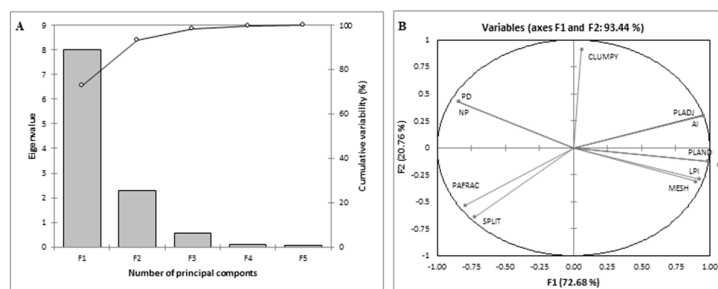 A
9
8
7
6
5
4
3
2
1
0
Eigenvalue
100
80
60
40
20
0
Cumulative variability (%)
F1 F2 F3 F4 F5
Number of principal componts
B
Variables (axes F1 and F2: 93.44 %)
1
0.75
0.5
0.25
0
-0.25
-0.5
-0.75
-1
F2 (20.76 %)
CLUMPY
PD
NP
PLADJ
AI
PLAND
LPI
MESH
PAFRAC
SPLIT
-1.00 -0.75 -0.50 -0.25 0.00 0.25 0.50 0.75 1.00
F1 (72.68 %)